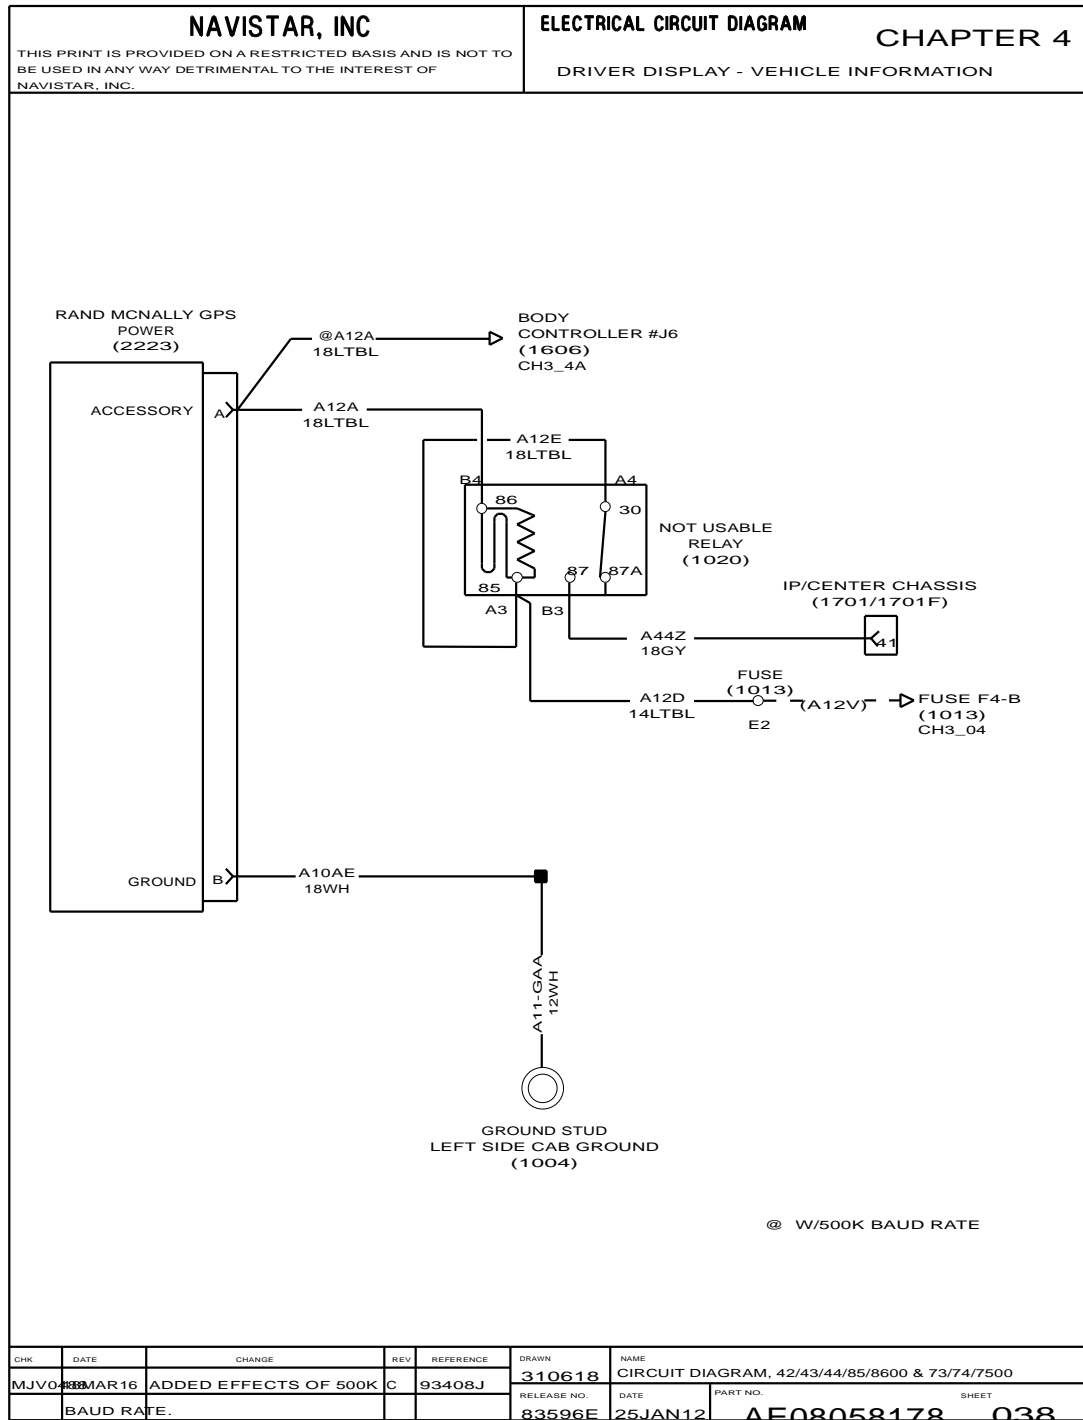 NAVISTAR, INC
THIS PRINT IS PROVIDED ON A RESTRICTED BASIS AND IS NOT TO
BE USED IN ANY WAY DETRIMENTAL TO THE INTEREST OF
NAVISTAR, INC.
ELECTRICAL CIRCUIT DIAGRAM
CHAPTER 4
DRIVER DISPLAY - VEHICLE INFORMATION
RAND MCNALLY GPS
POWER
(2223)
@A12A
18LTBL
BODY
CONTROLLER #J6
(1606)
CH3_4A
ACCESSORY
A
A12A
18LTBL
A12E
18LTBL
B4
A4
86
30
NOT USABLE
RELAY
(1020)
87
87A
85
A3
B3
IP/CENTER CHASSIS
(1701/1701F)
41
A44Z
18GY
FUSE
(1013)
A12D
14LTBL
(A12V)
E2
FUSE F4-B
(1013)
CH3_04
GROUND
B
A10AE
18WH
A11-GAA
12WH
GROUND STUD
LEFT SIDE CAB GROUND
(1004)
@ W/500K BAUD RATE
CHK DATE CHANGE REV REFERENCE
MAR16 ADDED EFFECTS OF 500K C 93408J
BAUD RATE.
DRAWN
310618
NAME
CIRCUIT DIAGRAM, 42/43/44/85/8600 & 73/74/7500
RELEASE NO.
83596E
DATE
25JAN12
PART NO.
AE08058178
SHEET
038